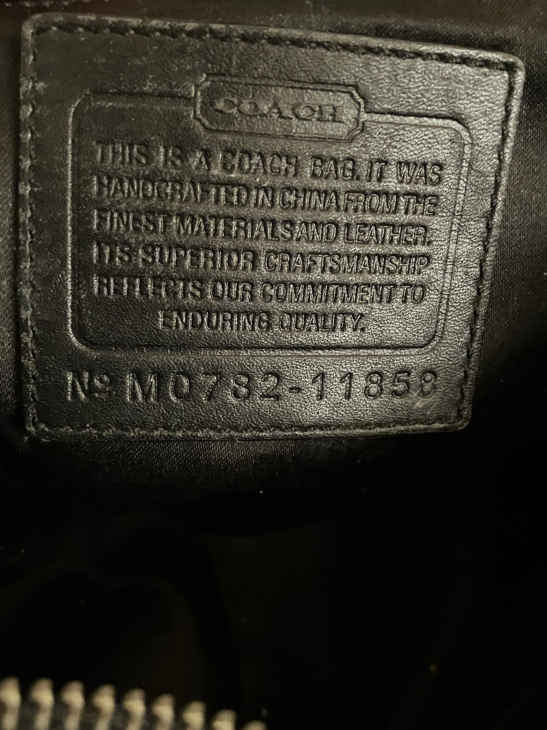 COACH
THIS IS A COACH BAG. IT WAS
HANDCRAFTED IN CHINA FROM THE
FINEST MATERIALS AND LEATHER.
ITS SUPERIOR CRAFTSMANSHIP
REFLECTS OUR COMMITMENT TO
ENDURING QUALITY.
Nº M0782-11858